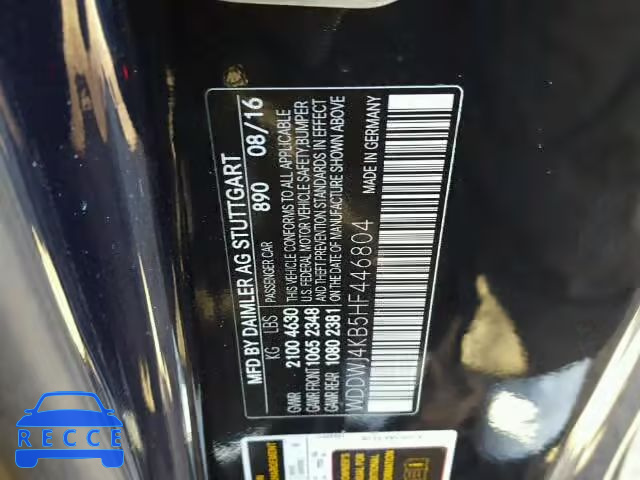 MFD BY DAIMLER AG STUTTGART
890 08/16
KG LBS PASSENGER CAR
GAWR 2100 4630 THIS VEHICLE CONFORMS TO ALL APPLICABLE
GAWR FRONT 1065 2348 U.S. FEDERAL MOTOR VEHICLE SAFETY, BUMPER
GAWR REAR 1080 2381 AND THEFT PREVENTION STANDARDS IN EFFECT
ON THE DATE OF MANUFACTURE SHOWN ABOVE
WDDWJ4KB5HF446804 MADE IN GERMANY
RECCE